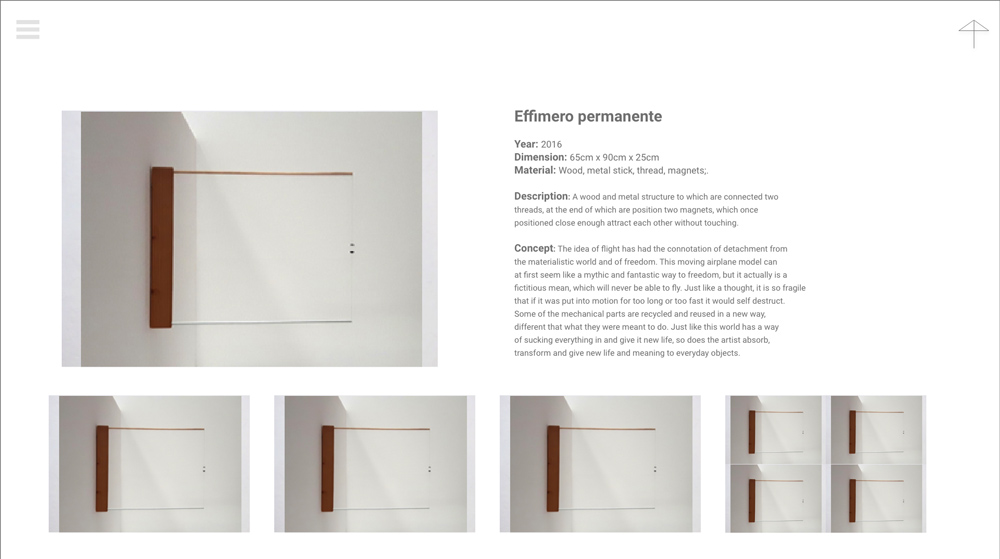 Effimero permanente
Year: 2016
Dimension: 65cm x 90cm x 25cm
Material: Wood, metal stick, thread, magnets;.
Description: A wood and metal structure to which are connected two
threads, at the end of which are position two magnets, which once
positioned close enough attract each other without touching.
Concept: The idea of flight has had the connotation of detachment from
the materialistic world and of freedom. This moving airplane model can
at first seem like a mythic and fantastic way to freedom, but it actually is a
fictitious mean, which will never be able to fly. Just like a thought, it is so fragile
that if it was put into motion for too long or too fast it would self destruct.
Some of the mechanical parts are recycled and reused in a new way,
different that what they were meant to do. Just like this world has a way
of sucking everything in and give it new life, so does the artist absorb,
transform and give new life and meaning to everyday objects.